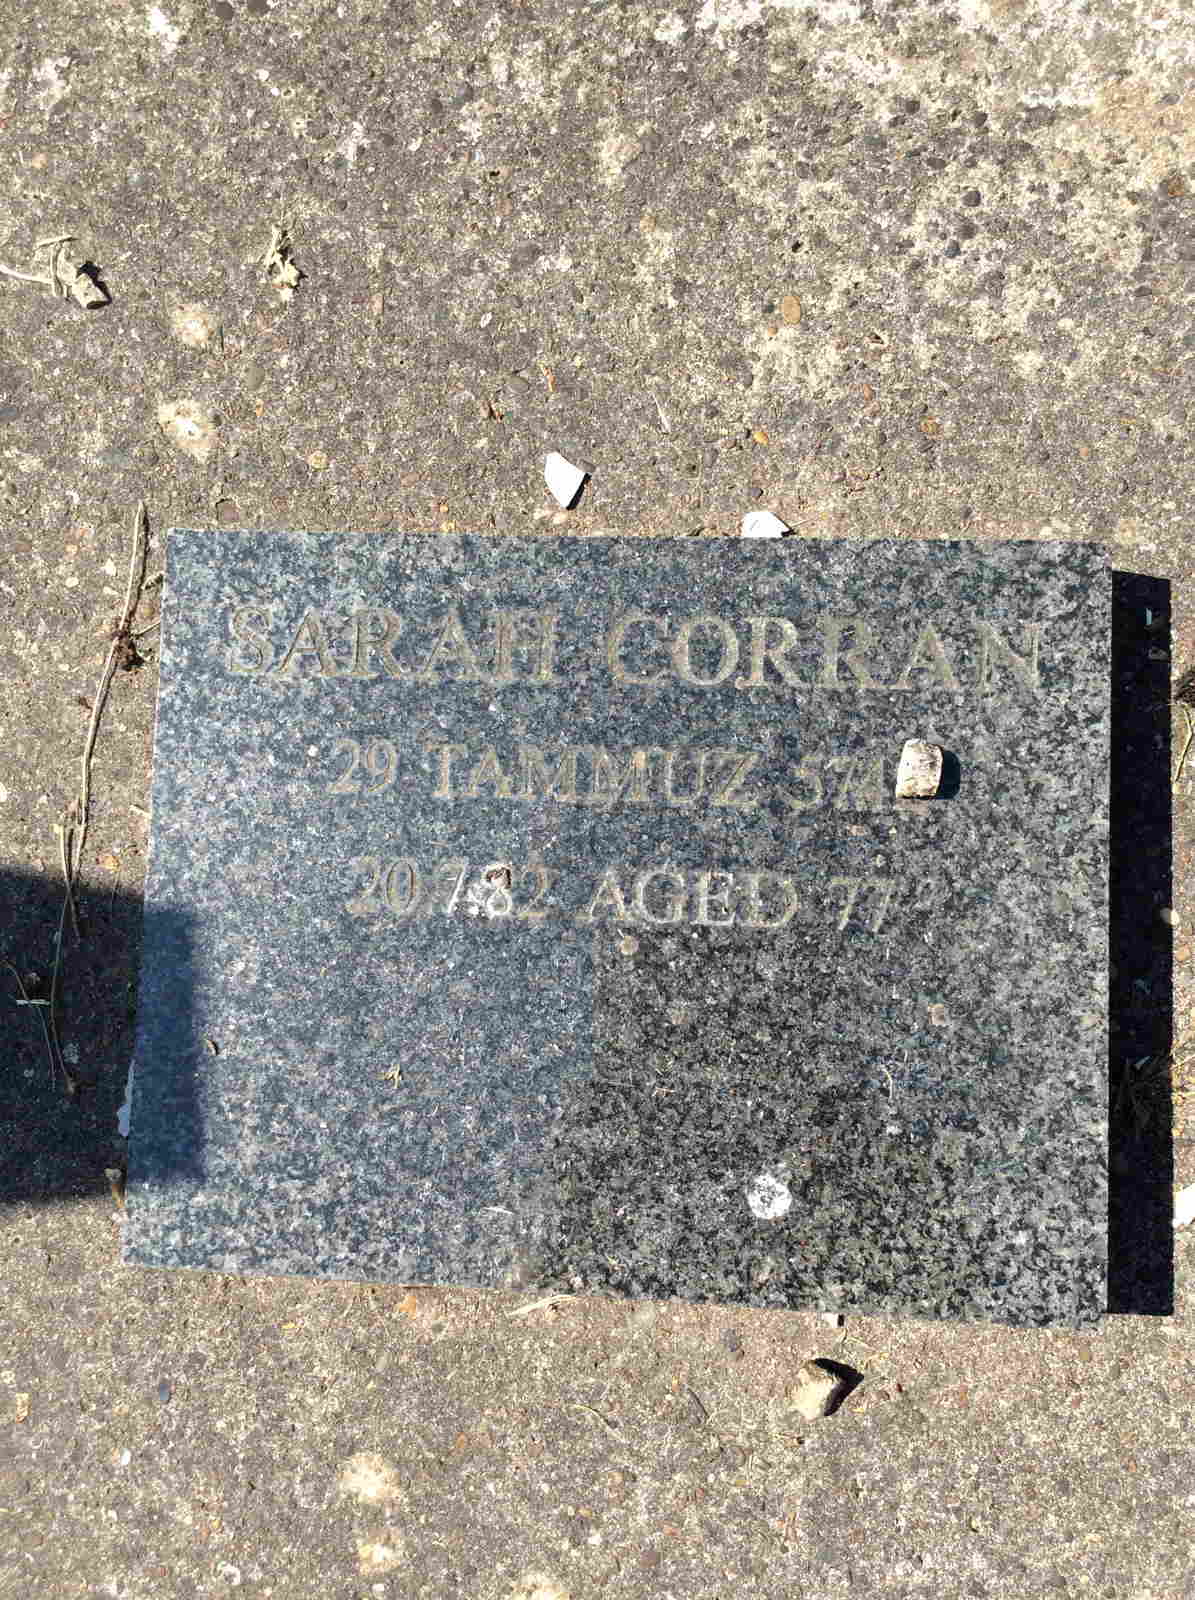 SARAH CORRAN
29 TAMMUZ 574
20.7.82 AGED 77